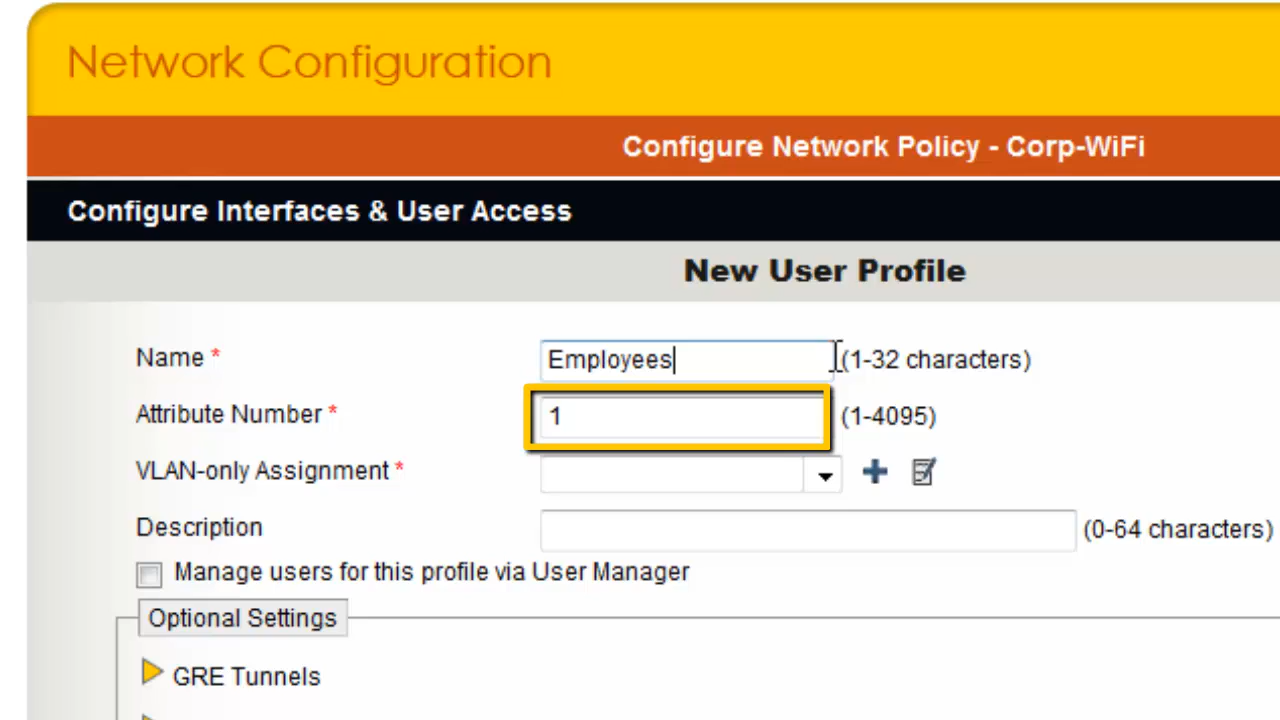 Network Configuration
Configure Network Policy - Corp-WiFi
Configure Interfaces & User Access
New User Profile
Name * Employees (1-32 characters)
Attribute Number * 1 (1-4095)
VLAN-only Assignment *
Description (0-64 characters)
Manage users for this profile via User Manager
Optional Settings
GRE Tunnels